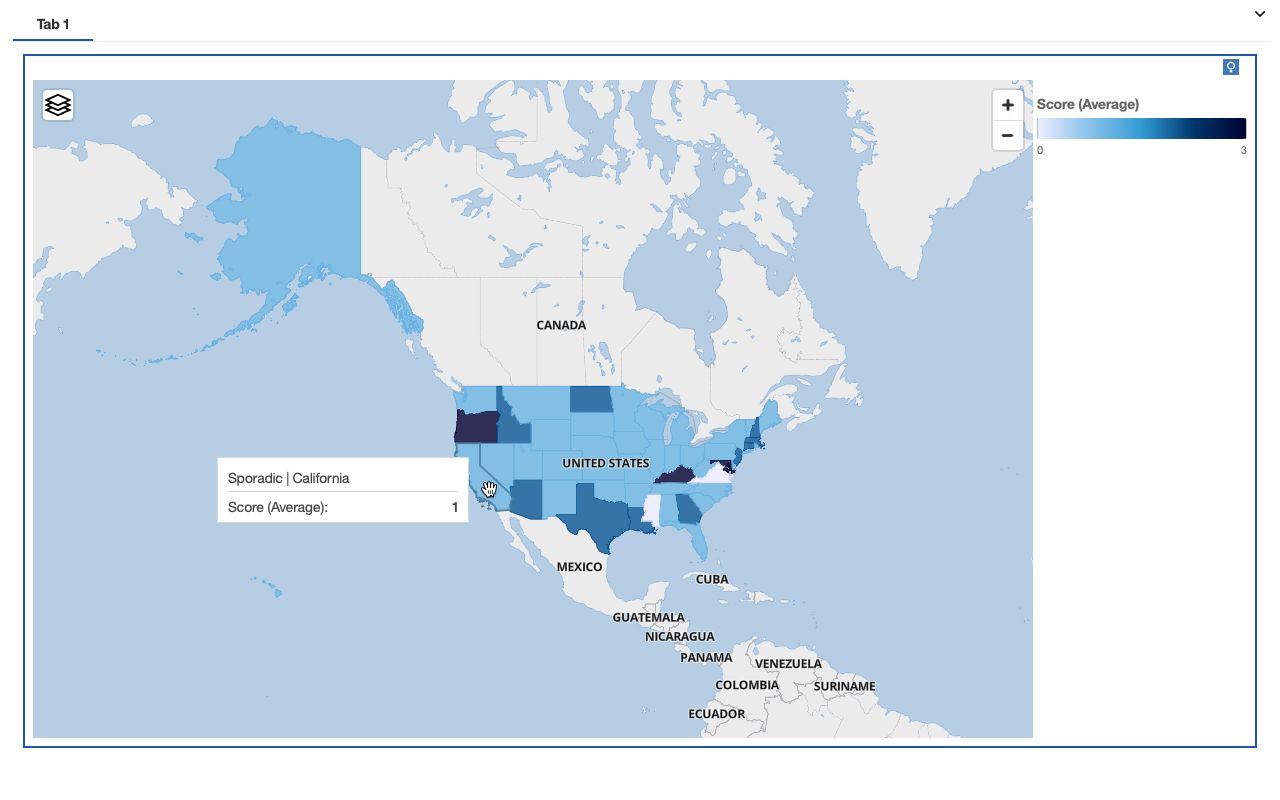 Tab 1
+
−
Score (Average)
0 3
CANADA
UNITED STATES
Sporadic | California
Score (Average): 1
MEXICO
CUBA
GUATEMALA
NICARAGUA
PANAMA
VENEZUELA
COLOMBIA
SURINAME
ECUADOR